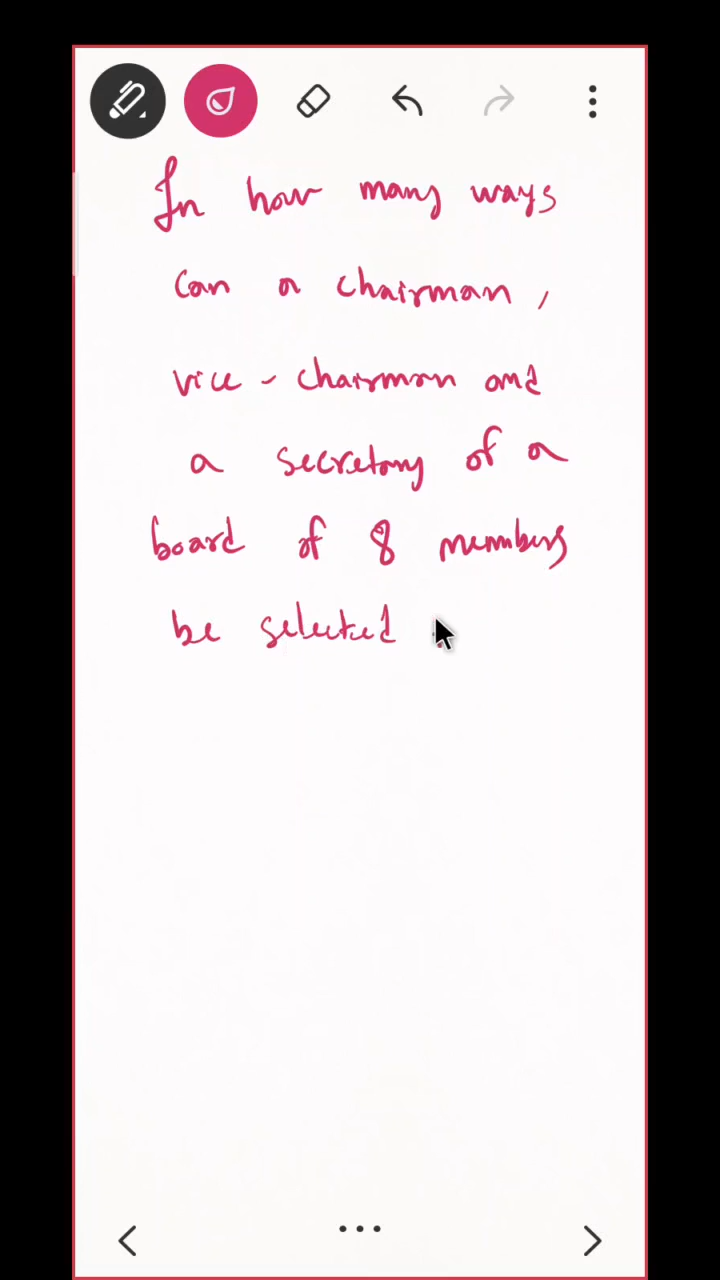 In how many ways
can a chairman,
vice-chairman and
a secretary of a
board of 8 members
be selected